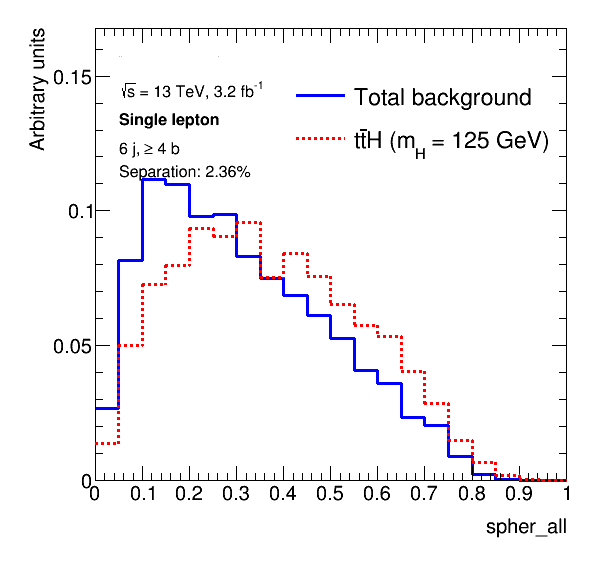 Arbitrary units
0.15
0.1
0.05
0
√s = 13 TeV, 3.2 fb⁻¹
Single lepton
6 j, ≥ 4 b
Separation: 2.36%
Total background
tt̄H (m_H = 125 GeV)
0 0.1 0.2 0.3 0.4 0.5 0.6 0.7 0.8 0.9 1
spher_all